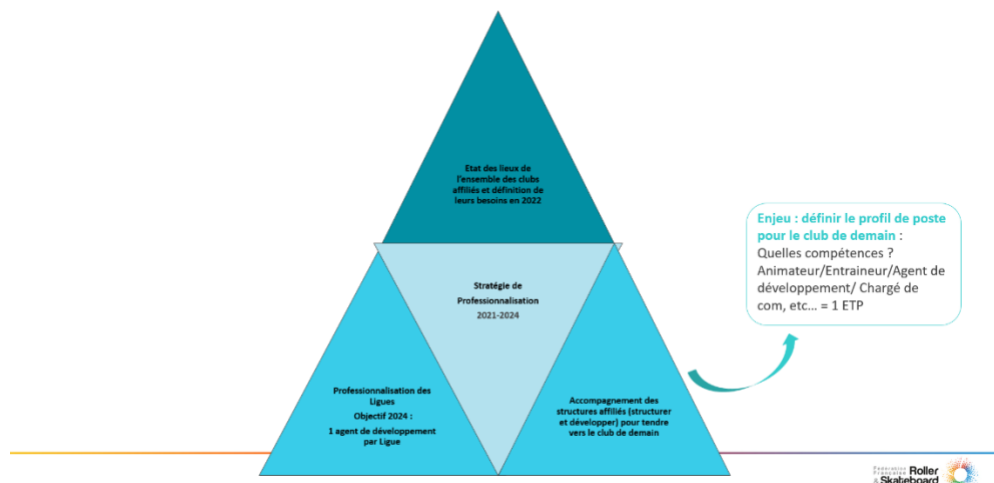 Etat des lieux de
l'ensemble des clubs
affiliés et définition de
leurs besoins en 2022
Stratégie de
Professionnalisation
2021-2024
Professionnalisation des
Ligues
Objectif 2024 :
1 agent de développement
par Ligue
Accompagnement des
structures affiliés (structurer
et développer) pour tendre
vers le club de demain
Enjeu : définir le profil de poste
pour le club de demain :
Quelles compétences ?
Animateur/Entraineur/Agent de
développement/ Chargé de
com, etc... = 1 ETP
Fédération
Française Roller
& Skateboard